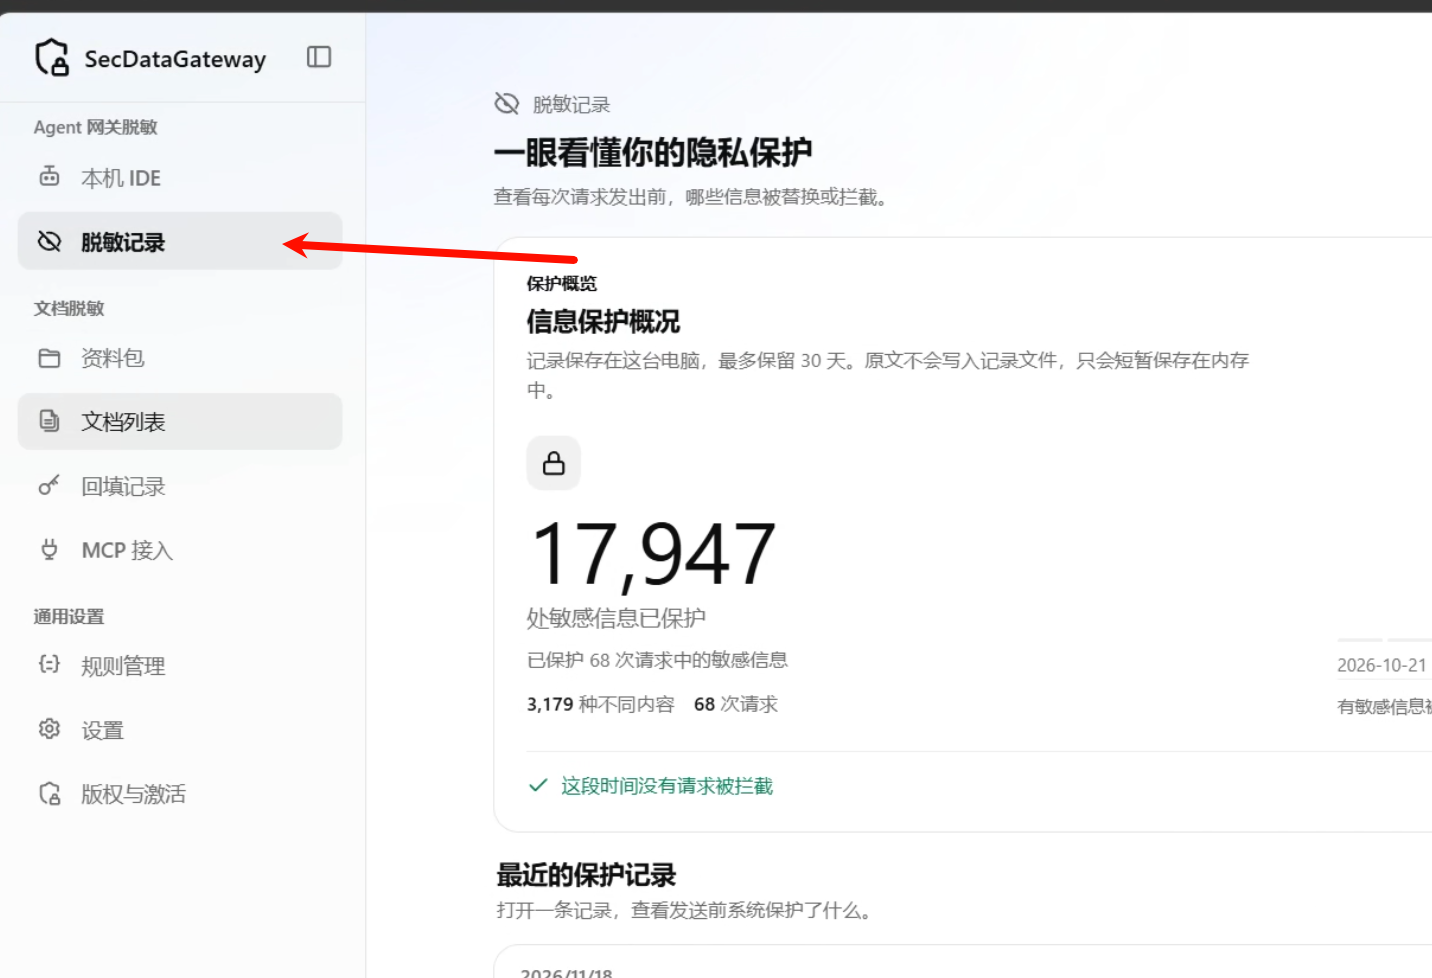 SecDataGateway
Agent 网关脱敏
本机 IDE
脱敏记录
文档脱敏
资料包
文档列表
回填记录
MCP 接入
通用设置
规则管理
设置
版权与激活
脱敏记录
一眼看懂你的隐私保护
查看每次请求发出前，哪些信息被替换或拦截。
保护概览
信息保护概况
记录保存在这台电脑，最多保留 30 天。原文不会写入记录文件，只会短暂保存在内存
中。
17,947
处敏感信息已保护
已保护 68 次请求中的敏感信息
3,179 种不同内容 68 次请求
2026-10-21
有敏感信息被
这段时间没有请求被拦截
最近的保护记录
打开一条记录，查看发送前系统保护了什么。
2026/11/18